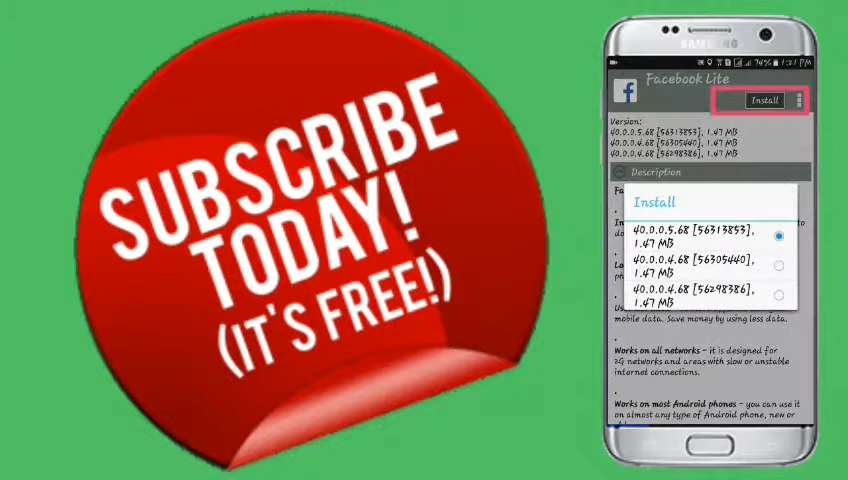 SUBSCRIBE
TODAY!
(IT'S FREE!)
SAMSUNG
74% 1:21 PM
Facebook Lite
Install
Version:
40.0.0.5.68 [56313853], 1.47 MB
40.0.0.4.68 [56305440], 1.47 MB
40.0.0.4.68 [56298386], 1.47 MB
Description
Install
40.0.0.5.68 [56313853],
1.47 MB
40.0.0.4.68 [56305440],
1.47 MB
40.0.0.4.68 [56298386],
1.47 MB
mobile data. Save money by using less data.
Works on all networks - it is designed for
2G networks and areas with slow or unstable
internet connections.
Works on most Android phones - you can use it
on almost any type of Android phone, new or